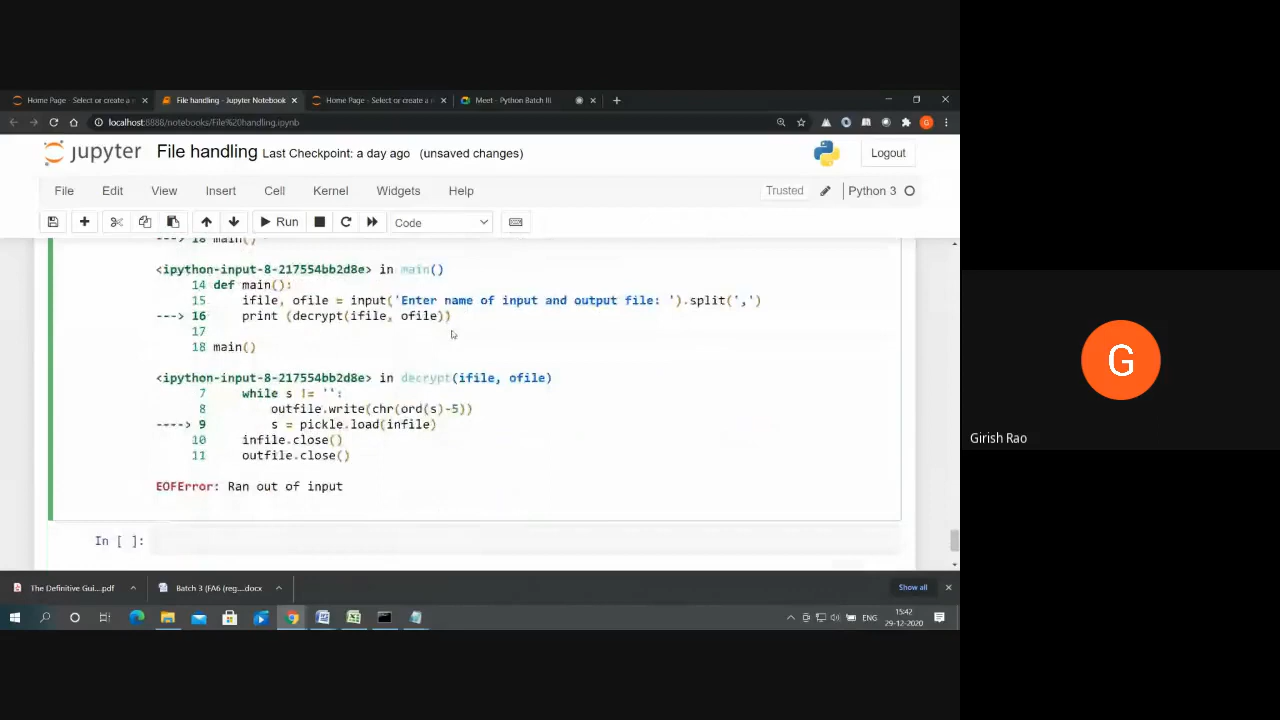 Home Page - Select or create a n
File handling - Jupyter Notebook
Home Page - Select or create a n
Meet - Python Batch III
localhost:8888/notebooks/File%20handling.ipynb
jupyter File handling Last Checkpoint: a day ago (unsaved changes)
Logout
File Edit View Insert Cell Kernel Widgets Help
Trusted
Python 3
Run
Code
---> 18 main()
<ipython-input-8-217554bb2d8e> in main()
14 def main():
15 ifile, ofile = input('Enter name of input and output file: ').split(',')
---> 16 print (decrypt(ifile, ofile))
17
18 main()
<ipython-input-8-217554bb2d8e> in decrypt(ifile, ofile)
7 while s != '':
8 outfile.write(chr(ord(s)-5))
----> 9 s = pickle.load(infile)
10 infile.close()
11 outfile.close()
EOFError: Ran out of input
In [ ]:
G
Girish Rao
The Definitive Gui....pdf
Batch 3 (FA6 (reg....docx
Show all
ENG
15:42
29-12-2020